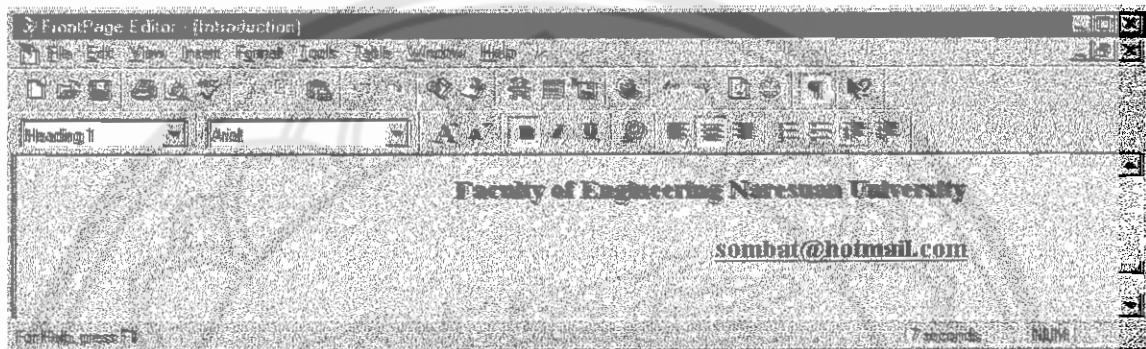 FrontPage Editor - [Introduction]
File Edit View Insert Format Tools Table Window Help
Heading 1 Arial
Faculty of Engineering Naresuan University
sombat@hotmail.com
For Help, press F1 7 seconds NUM